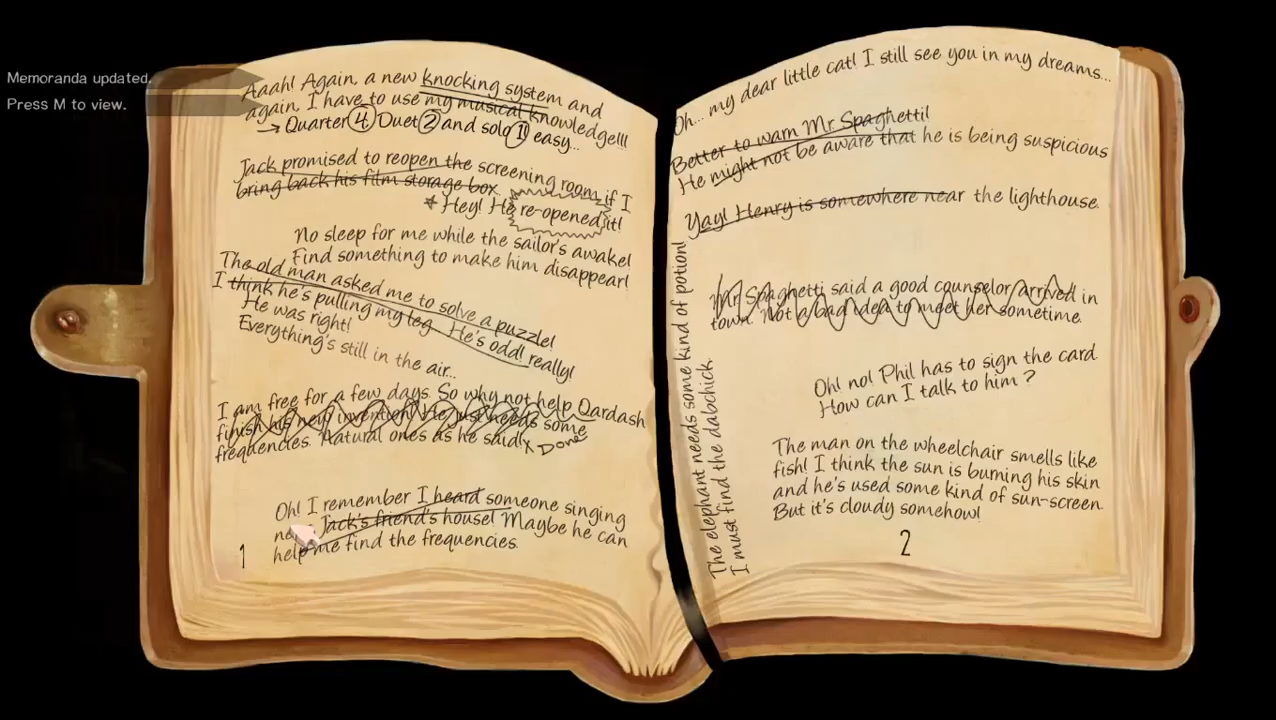 Memoranda updated.
Press M to view.
Aaah! Again, a new knocking system and
again, I have to use my musical knowledge!!!
→ Quarter 4, Duet 2 and solo 1! easy...
Jack promised to reopen the screening room if I
bring back his film storage box.
* Hey! He re-opened it!
No sleep for me while the sailor's awake!
Find something to make him disappear!
The old man asked me to solve a puzzle!
I think he's pulling my leg. He's odd! really!
He was right!
Everything's still in the air...
I am free for a few days. So why not help Qardash
finish his new invention! He just needs some
frequencies. Natural ones as he said!
x Done
Oh! I remember I heard someone singing
Jack's friend's house! Maybe he can
help me find the frequencies.
1
Oh... my dear little cat! I still see you in my dreams...
Better to warn Mr. Spaghetti!
He might not be aware that he is being suspicious
Yay! Henry is somewhere near the lighthouse.
The elephant needs some kind of potion!
I must find the dabchick.
Mr. Spaghetti said a good counselor arrived in
town. Not a bad idea to meet her sometime.
Oh! no! Phil has to sign the card
How can I talk to him?
The man on the wheelchair smells like
fish! I think the sun is burning his skin
and he's used some kind of sun-screen.
But it's cloudy somehow!
2